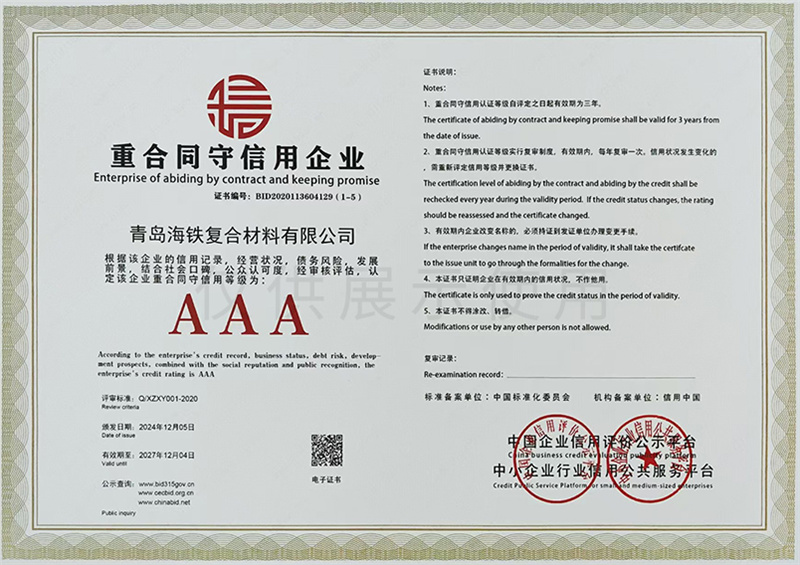 重合同守信用企业
Enterprise of abiding by contract and keeping promise
证书编号：BID2020113604129（1-5）
青岛海铁复合材料有限公司
根据该企业的信用记录，经营状况，债务风险，发展
前景，结合社会口碑，公众认可度，经审核评估，认
定该企业重合同守信用等级为：
AAA
According to the enterprise's credit record, business status, debt risk, develop-
ment prospects, combined with the social reputation and public recognition, the
enterprise's credit rating is AAA
评审标准：Q/XZXY001-2020
Review criteria
颁发日期：2024年12月05日
Date of issue
有效期至：2027年12月04日
Valid until
公示查询：www.bid315gov.cn
www.cecbid.org.cn
www.chinabid.net
Public inquiry
电子证书
证书说明：
Notes:
1、重合同守信用认证等级自评定之日起有效期为三年。
The certificate of abiding by contract and keeping promise shall be valid for 3 years from
the date of issue.
2、重合同守信用认证等级实行复审制度，有效期内，每年复审一次，信用状况发生变化的
，需重新评定信用等级并更换证书。
The certification level of abiding by the contract and abiding by the credit shall be
rechecked every year during the validity period. If the credit status changes, the rating
should be reassessed and the certificate changed.
3、有效期内企业改变名称的，必须持证到发证单位办理变更手续。
If the enterprise changes name in the period of validity, it shall take the certifcate
to the issue unit to go through the formalities for the change.
4、本证书只证明企业在有效期内的信用状况，不作他用。
The certificate is only used to prove the credit status in the period of validity.
5、本证书不得涂改、转借。
Modifications or use by any other person is not allowed.
复审记录：
Re-examination record:
标准备案单位：中国标准化委员会 机构备案单位：信用中国
中国企业信用评价公示平台
China business credit evaluation publicity platform
中小企业行业信用公共服务平台
Credit Public Service Platform for small and medium-sized enterprises
仅供展示使用